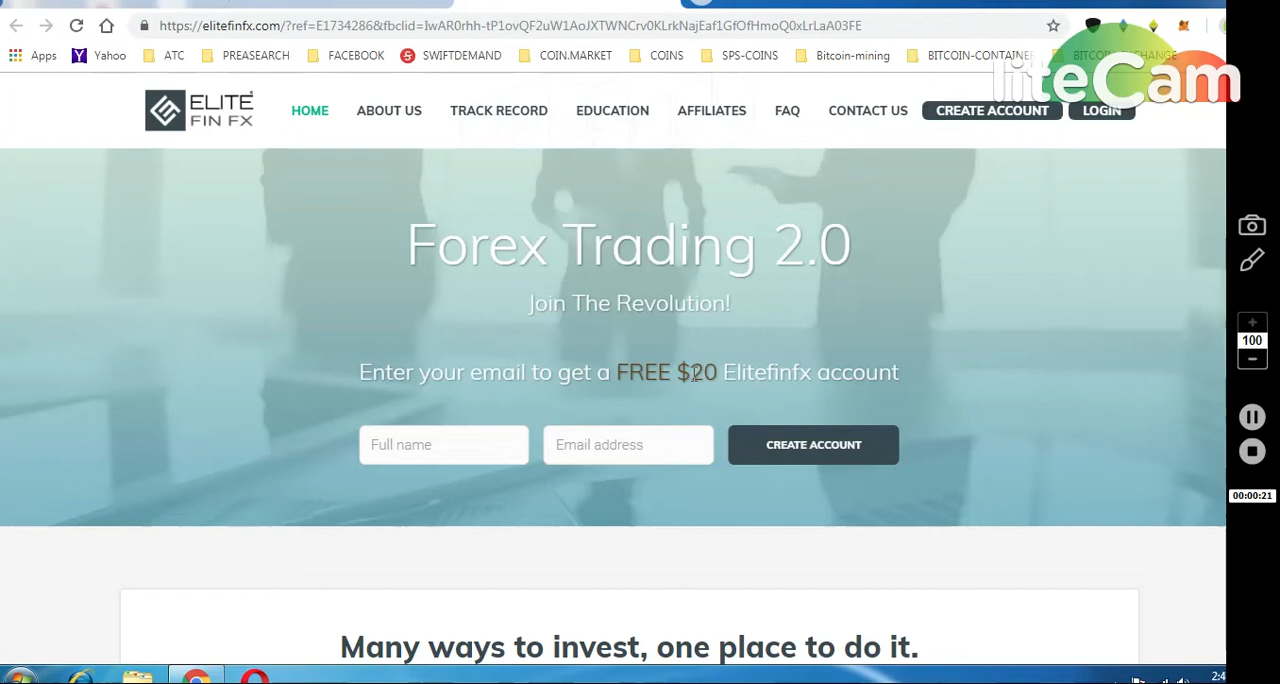 https://elitefinfx.com/?ref=E1734286&fbclid=IwAR0rhh-tP1ovQF2uW1AoJXTWNCrv0KLrkNajEaf1GfOfHmoQ0xLrLaA03FE
Apps Yahoo ATC PREASEARCH FACEBOOK SWIFTDEMAND COIN.MARKET COINS SPS-COINS Bitcoin-mining BITCOIN-CONTAINE
liteCam
ELITE
FIN FX
HOME ABOUT US TRACK RECORD EDUCATION AFFILIATES FAQ CONTACT US CREATE ACCOUNT LOGIN
Forex Trading 2.0
Join The Revolution!
Enter your email to get a FREE $20 Elitefinfx account
Full name Email address CREATE ACCOUNT
100
00:00:21
Many ways to invest, one place to do it.